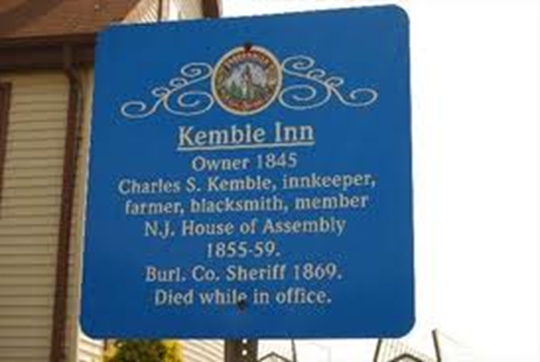 Kemble Inn
Owner 1845
Charles S. Kemble, innkeeper,
farmer, blacksmith, member
N.J. House of Assembly
1855-59.
Burl. Co. Sheriff 1869.
Died while in office.